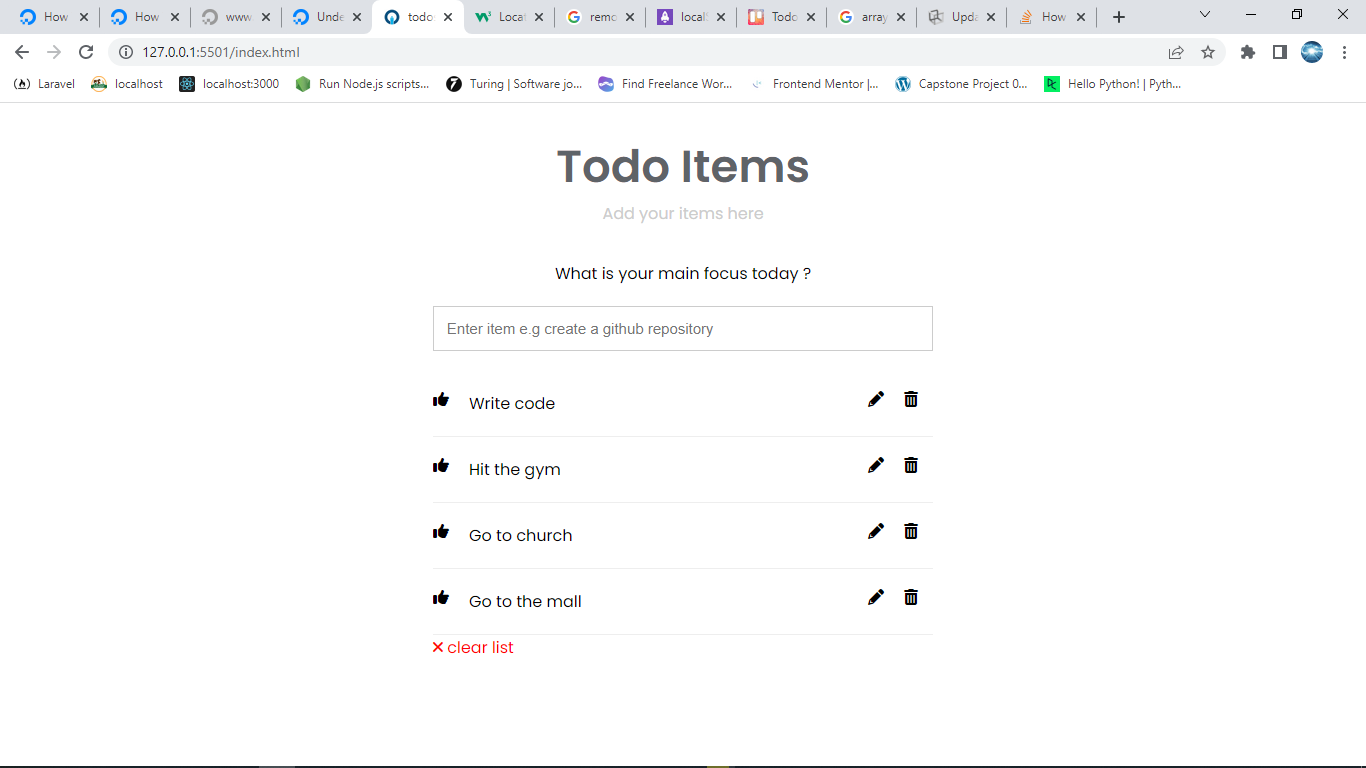 How
How
www
Unde
todo
Locat
remo
local
Todo
array
Upda
How
127.0.0.1:5501/index.html
Laravel
localhost
localhost:3000
Run Node.js scripts...
Turing | Software jo...
Find Freelance Wor...
Frontend Mentor |...
Capstone Project 0...
Hello Python! | Pyth...
Todo Items
Add your items here
What is your main focus today ?
Enter item e.g create a github repository
Write code
Hit the gym
Go to church
Go to the mall
clear list